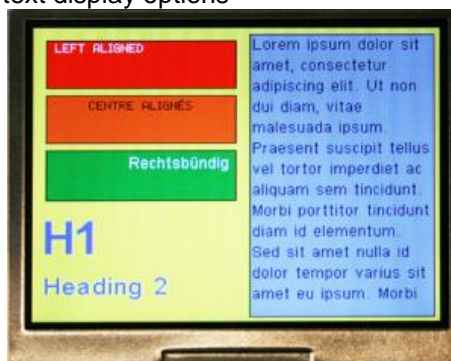 text display options
LEFT ALIGNED
CENTRE ALIGNÉS
Rechtsbündig
H1
Heading 2
Lorem ipsum dolor sit
amet, consectetur
adipiscing elit. Ut non
dui diam, vitae
malesuada ipsum.
Praesent suscipit tellus
vel tortor imperdiet ac
aliquam sem tincidunt.
Morbi porttitor tincidunt
diam id elementum.
Sed sit amet nulla id
dolor tempor varius sit
amet eu ipsum. Morbi